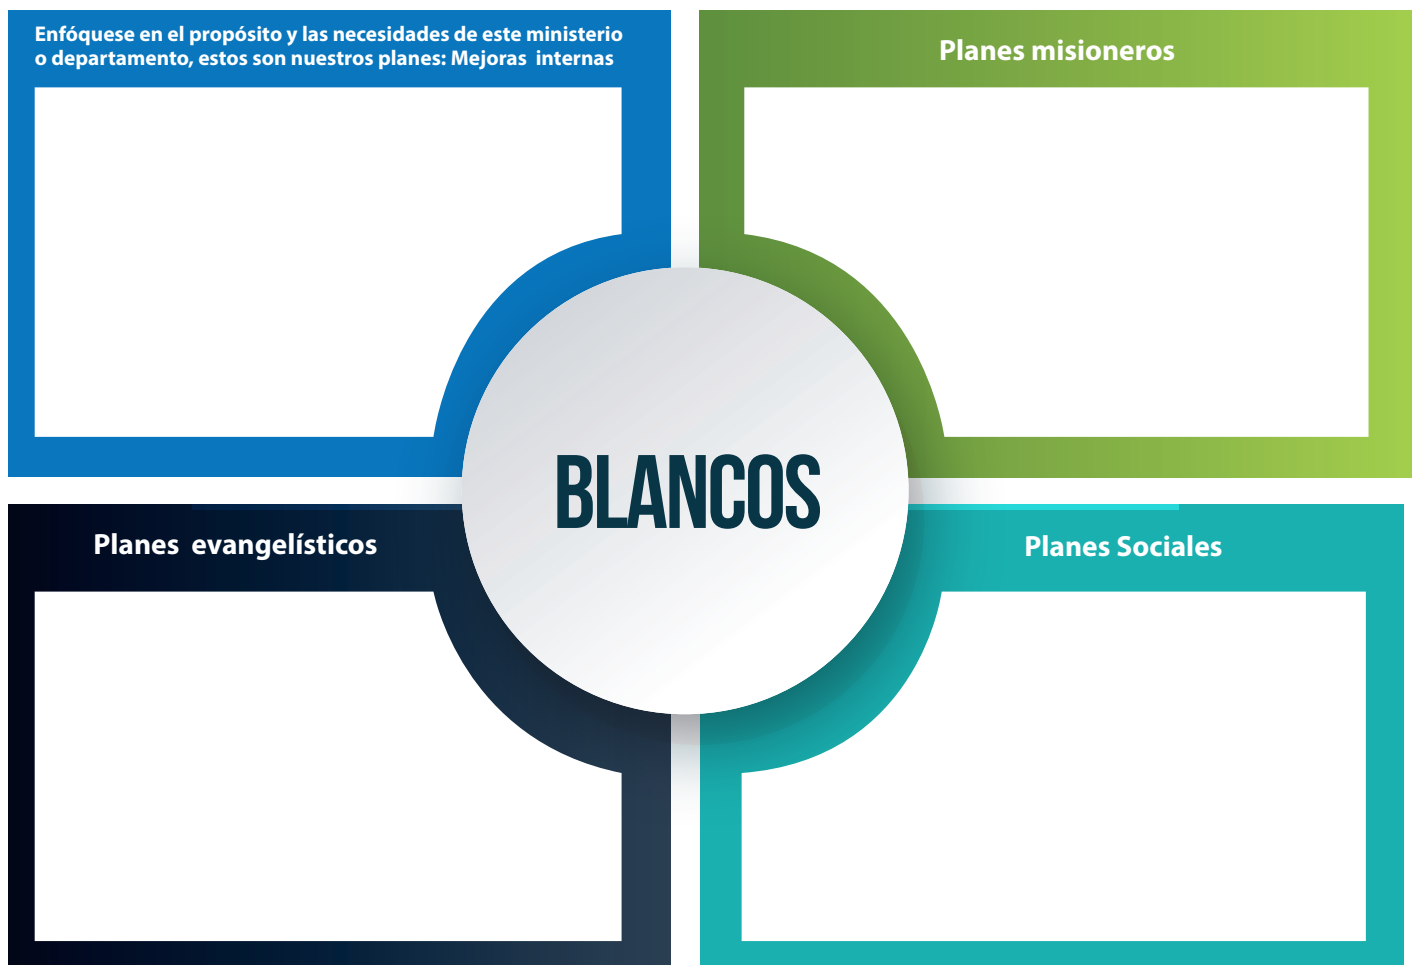 Enfóquese en el propósito y las necesidades de este ministerio
o departamento, estos son nuestros planes: Mejoras internas
Planes misioneros
BLANCOS
Planes evangelísticos
Planes Sociales